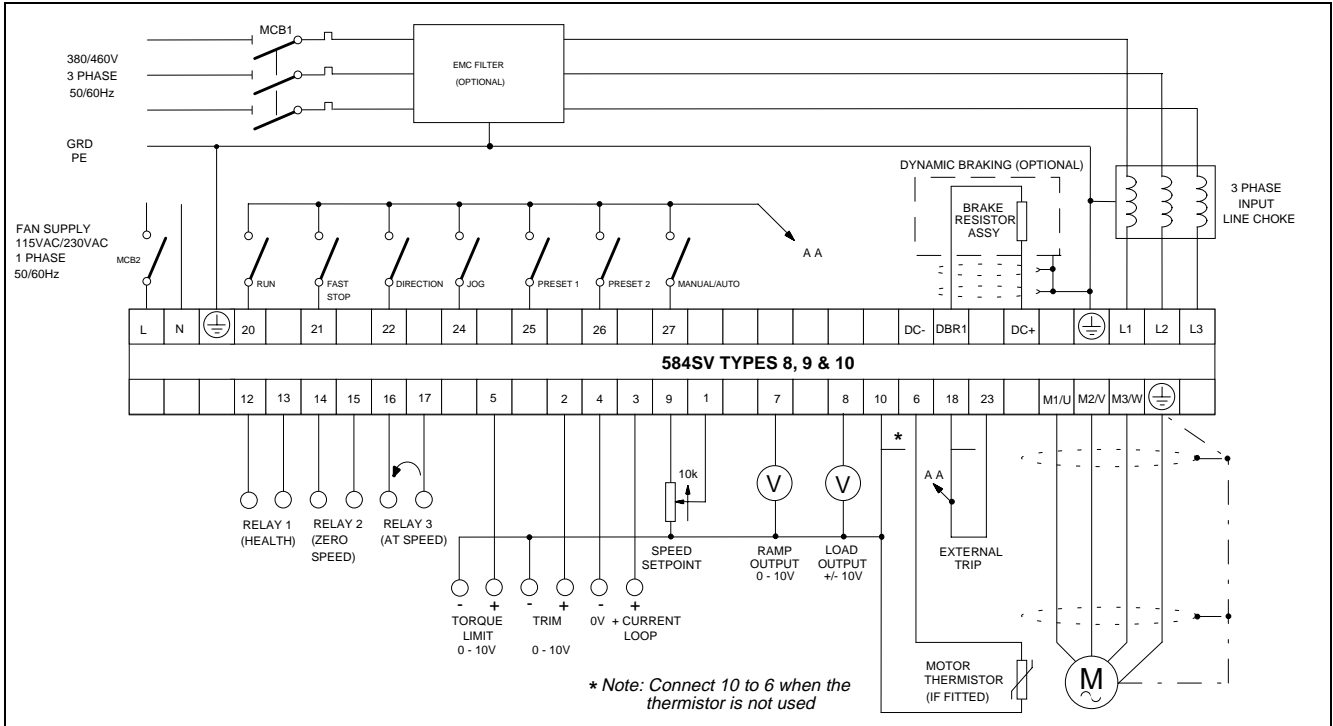 MCB1
380/460V
3 PHASE
50/60Hz
EMC FILTER
(OPTIONAL)
GRD
PE
DYNAMIC BRAKING (OPTIONAL)
BRAKE
RESISTOR
ASSY
3 PHASE
INPUT
LINE CHOKE
FAN SUPPLY
115VAC/230VAC
1 PHASE
50/60Hz
MCB2
RUN
FAST
STOP
DIRECTION
JOG
PRESET 1
PRESET 2
MANUAL/AUTO
A A
L N 20 21 22 24 25 26 27 DC- DBR1 DC+ L1 L2 L3
584SV TYPES 8, 9 & 10
12 13 14 15 16 17 5 2 4 3 9 1 7 8 10 6 18 23 M1/U M2/V M3/W
*
10k
V
V
A A
RELAY 1
(HEALTH)
RELAY 2
(ZERO
SPEED)
RELAY 3
(AT SPEED)
SPEED
SETPOINT
RAMP
OUTPUT
0 - 10V
LOAD
OUTPUT
+/- 10V
EXTERNAL
TRIP
- + - + - +
TORQUE
LIMIT
0 - 10V
TRIM
0 - 10V
0V + CURRENT
LOOP
MOTOR
THERMISTOR
(IF FITTED)
M
* Note: Connect 10 to 6 when the
thermistor is not used